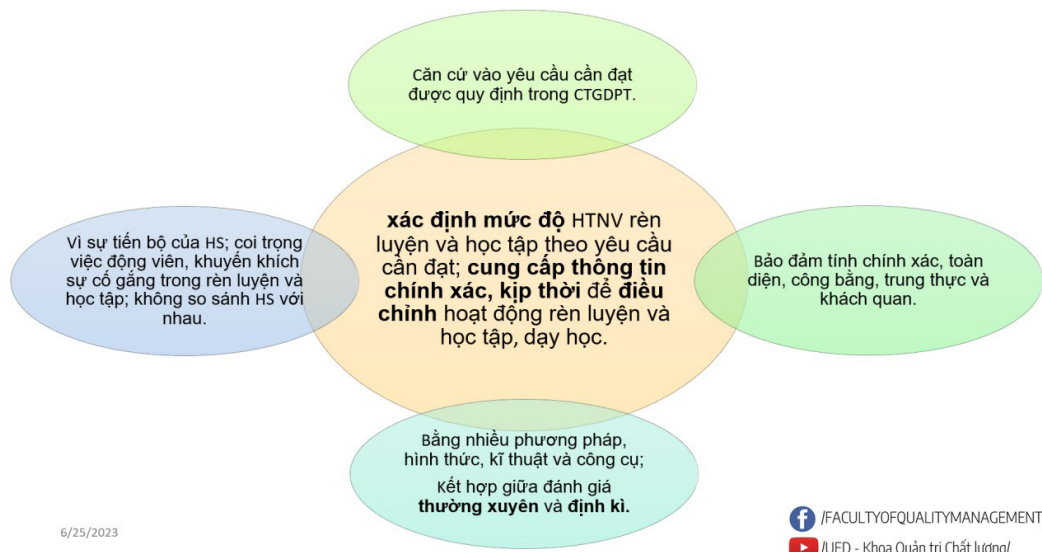 Căn cứ vào yêu cầu cần đạt
được quy định trong CTGDPT.
xác định mức độ HTNV rèn
luyện và học tập theo yêu cầu
cần đạt; cung cấp thông tin
chính xác, kịp thời để điều
chỉnh hoạt động rèn luyện và
học tập, dạy học.
Vì sự tiến bộ của HS; coi trọng
việc động viên, khuyến khích
sự cố gắng trong rèn luyện và
học tập; không so sánh HS với
nhau.
Bảo đảm tính chính xác, toàn
diện, công bằng, trung thực và
khách quan.
Bằng nhiều phương pháp,
hình thức, kĩ thuật và công cụ;
Kết hợp giữa đánh giá
thường xuyên và định kì.
6/25/2023
/FACULTYOFQUALITYMANAGEMENT
/UED - Khoa Quản trị Chất lượng/